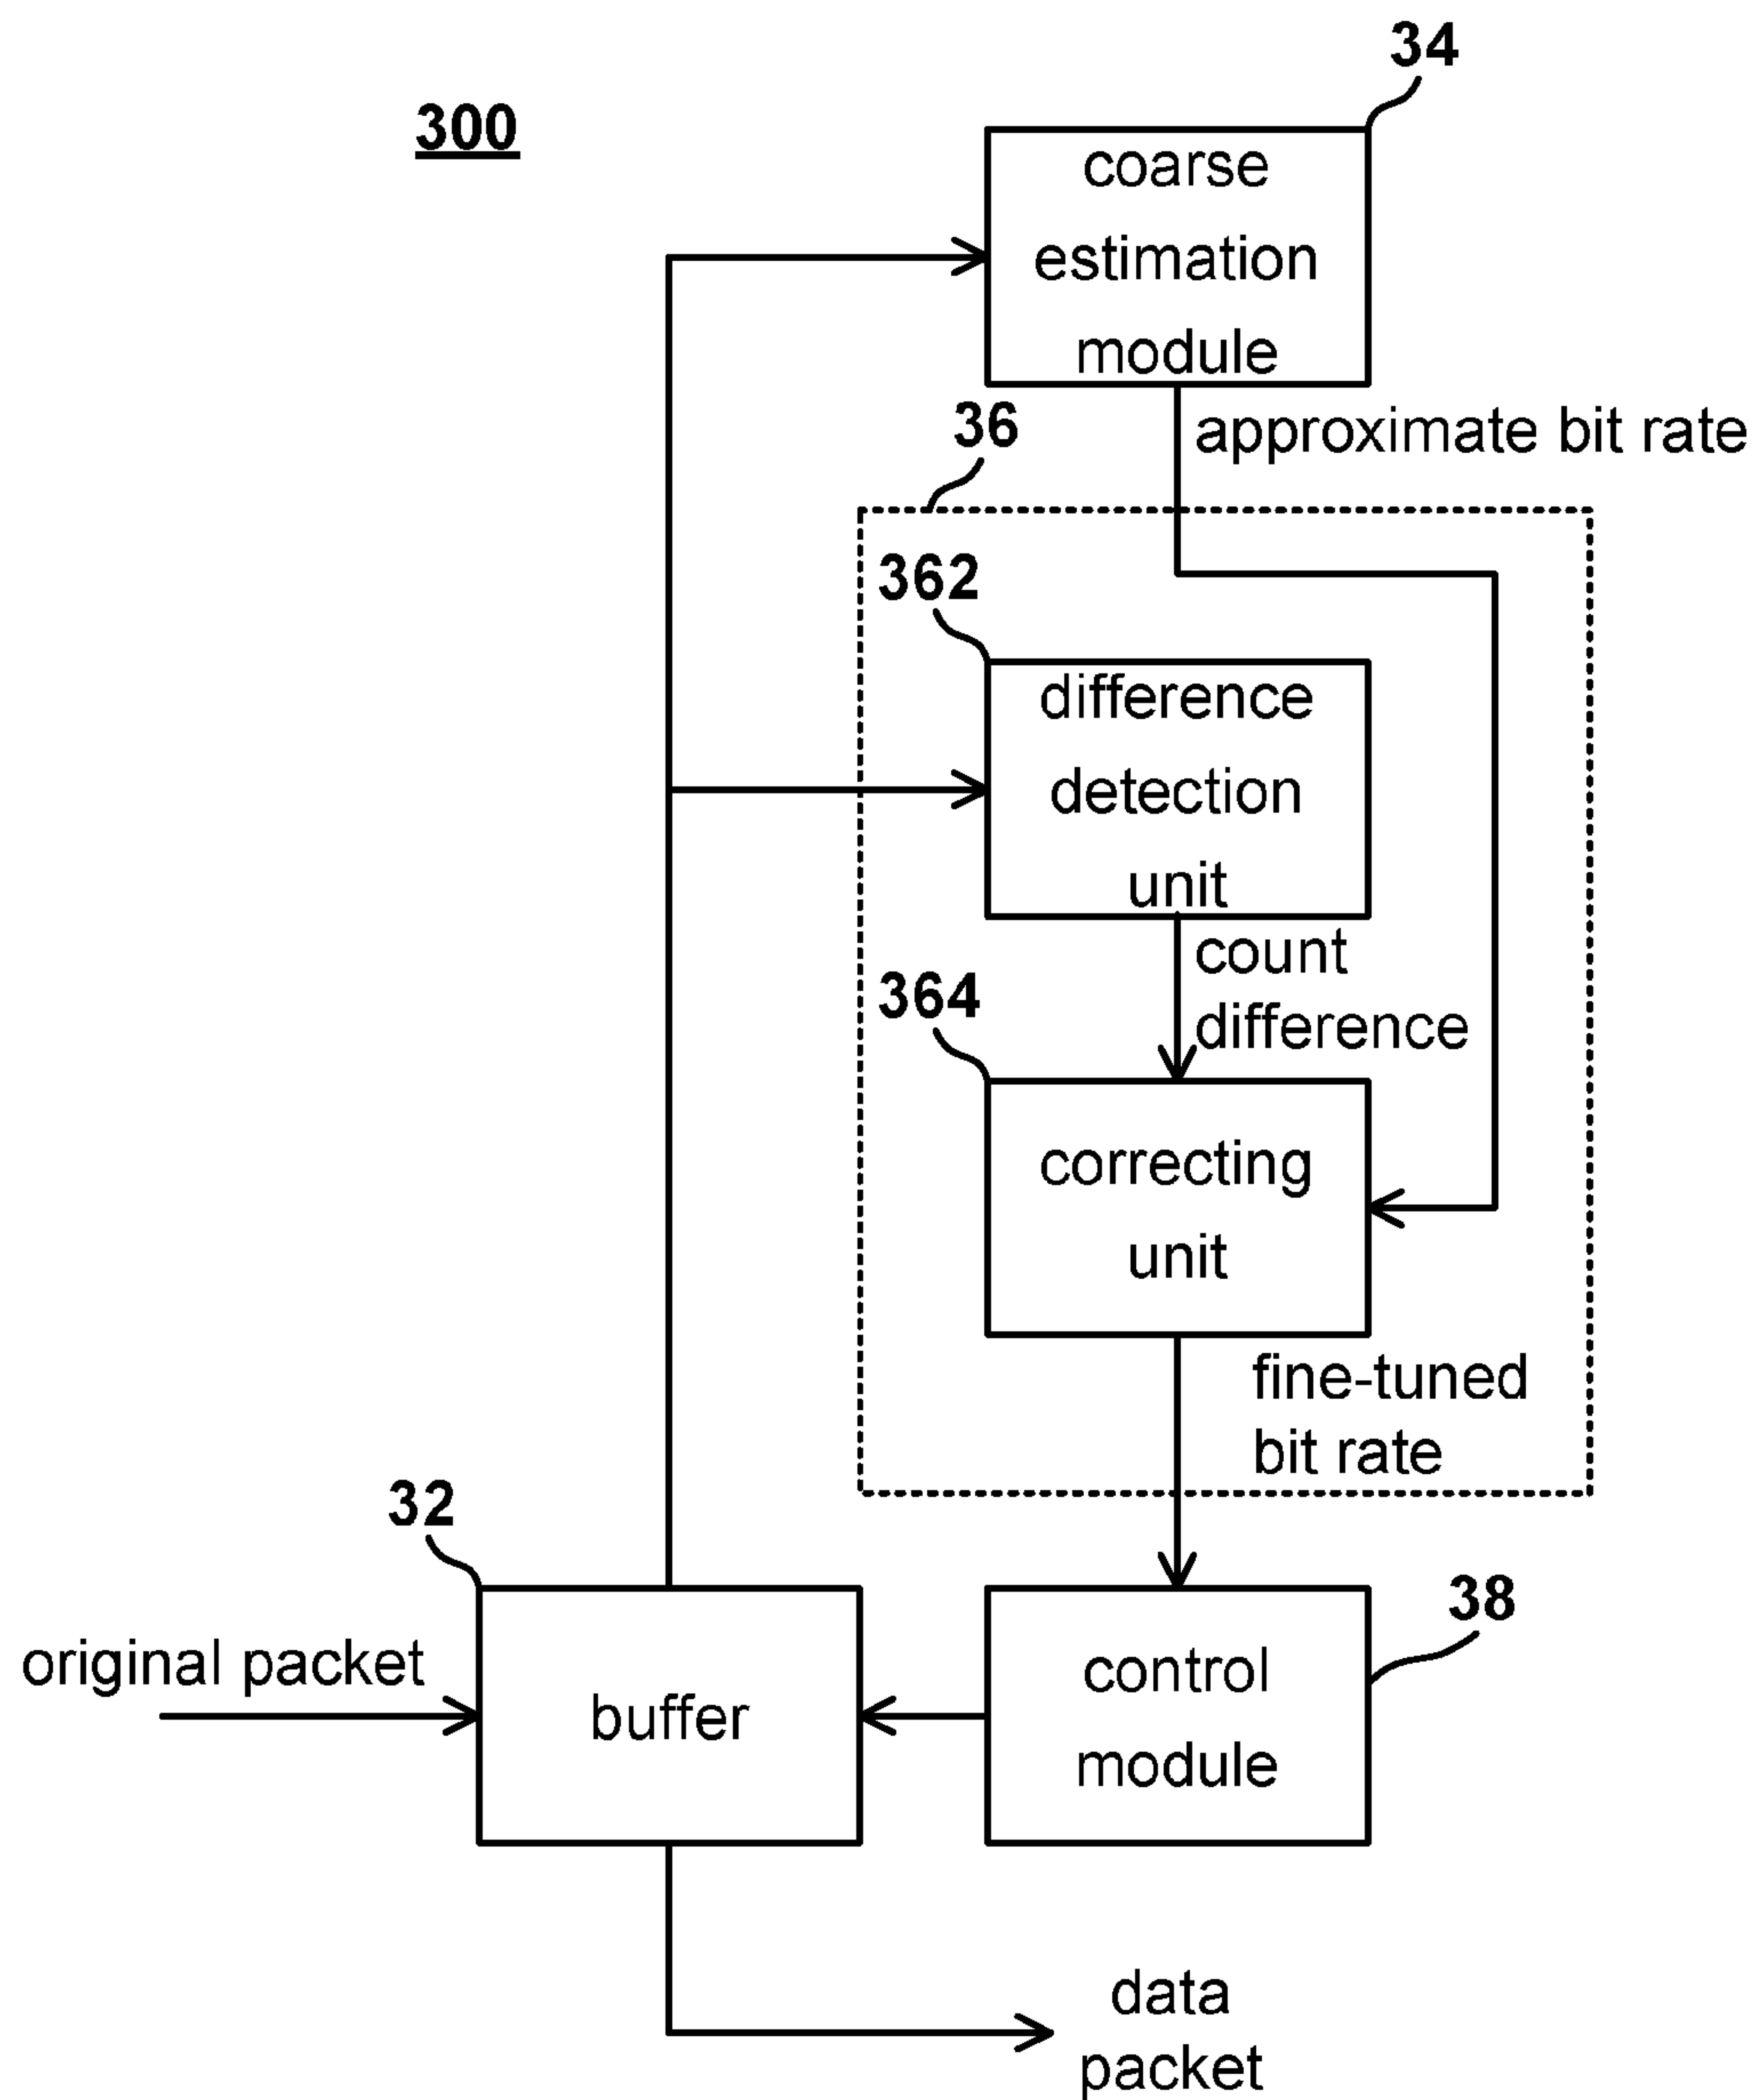 34
300
coarse
estimation
module
36
approximate bit rate
362
difference
detection
unit
count
difference
364
correcting
unit
fine-tuned
bit rate
32
38
original packet
buffer
control
module
data
packet